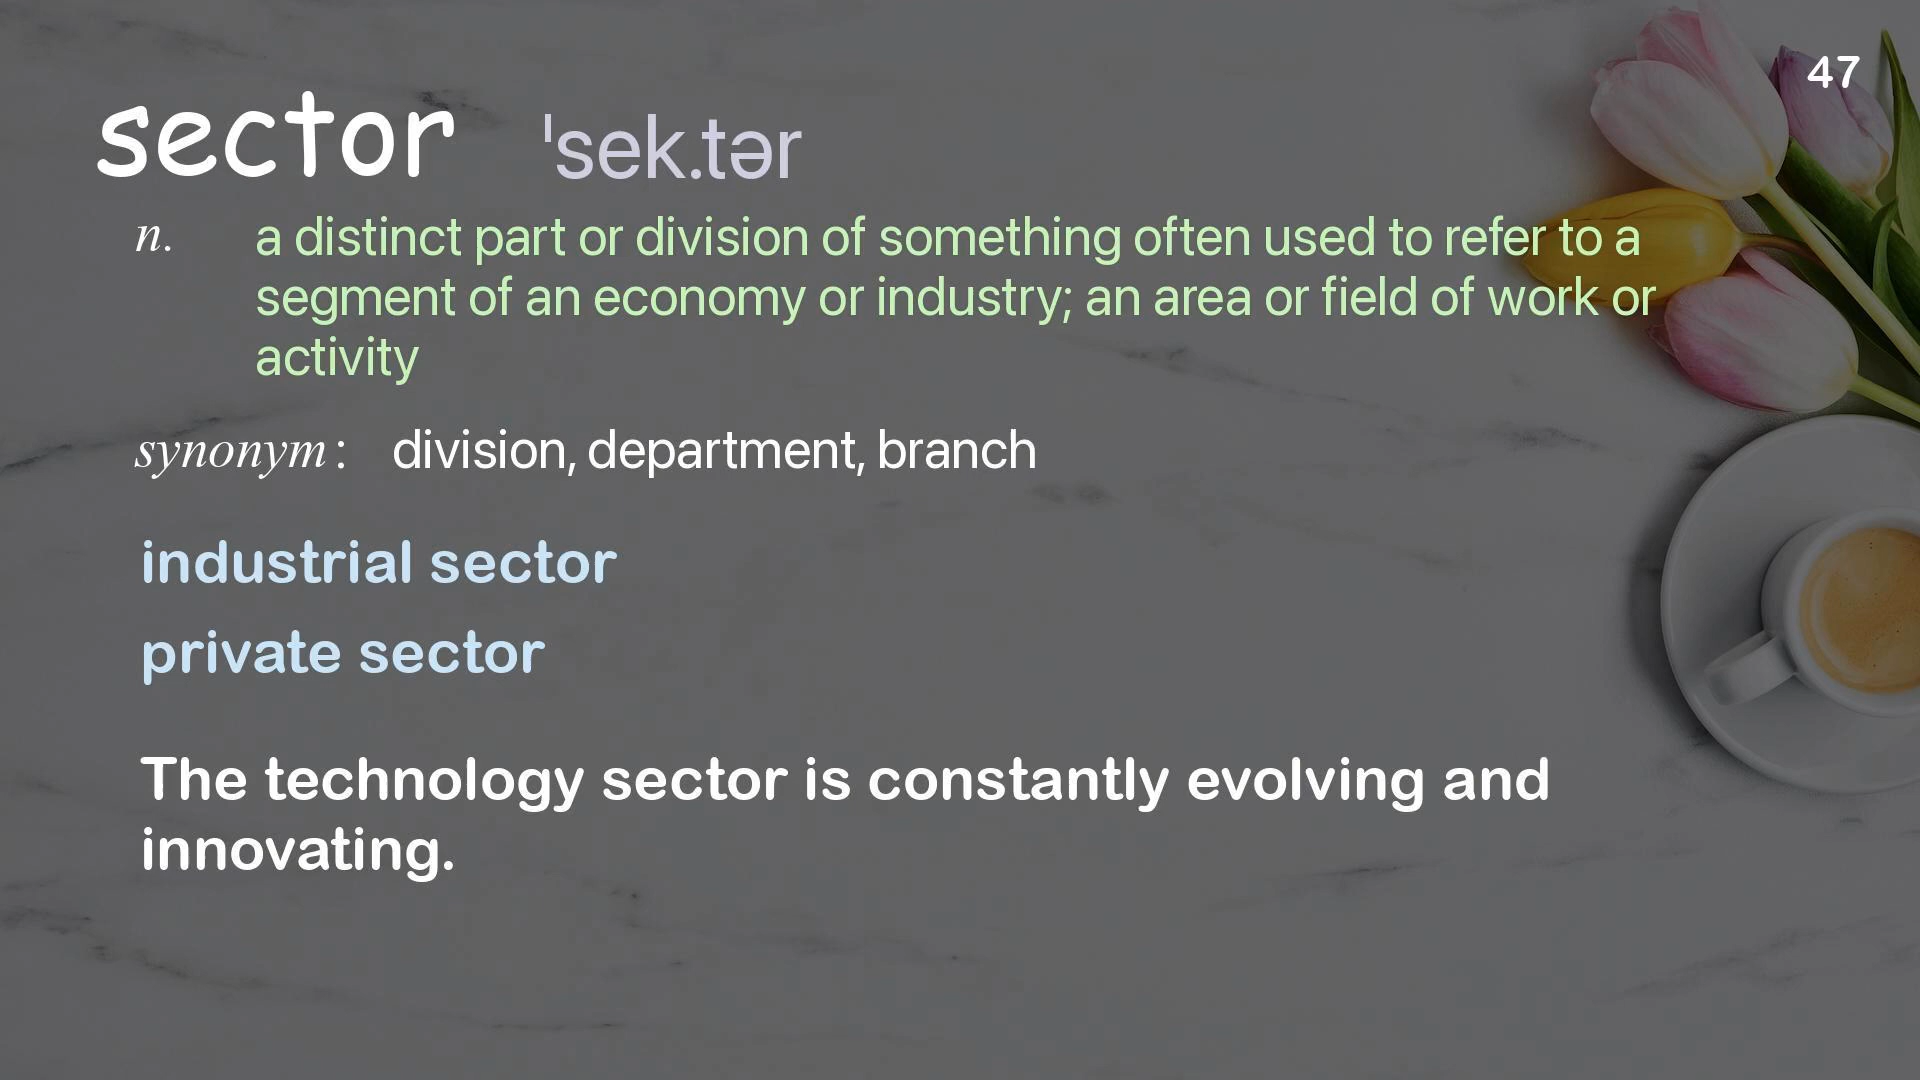 47
sector ˈsek.tər
n. a distinct part or division of something often used to refer to a
segment of an economy or industry; an area or field of work or
activity
synonym: division, department, branch
industrial sector
private sector
The technology sector is constantly evolving and
innovating.